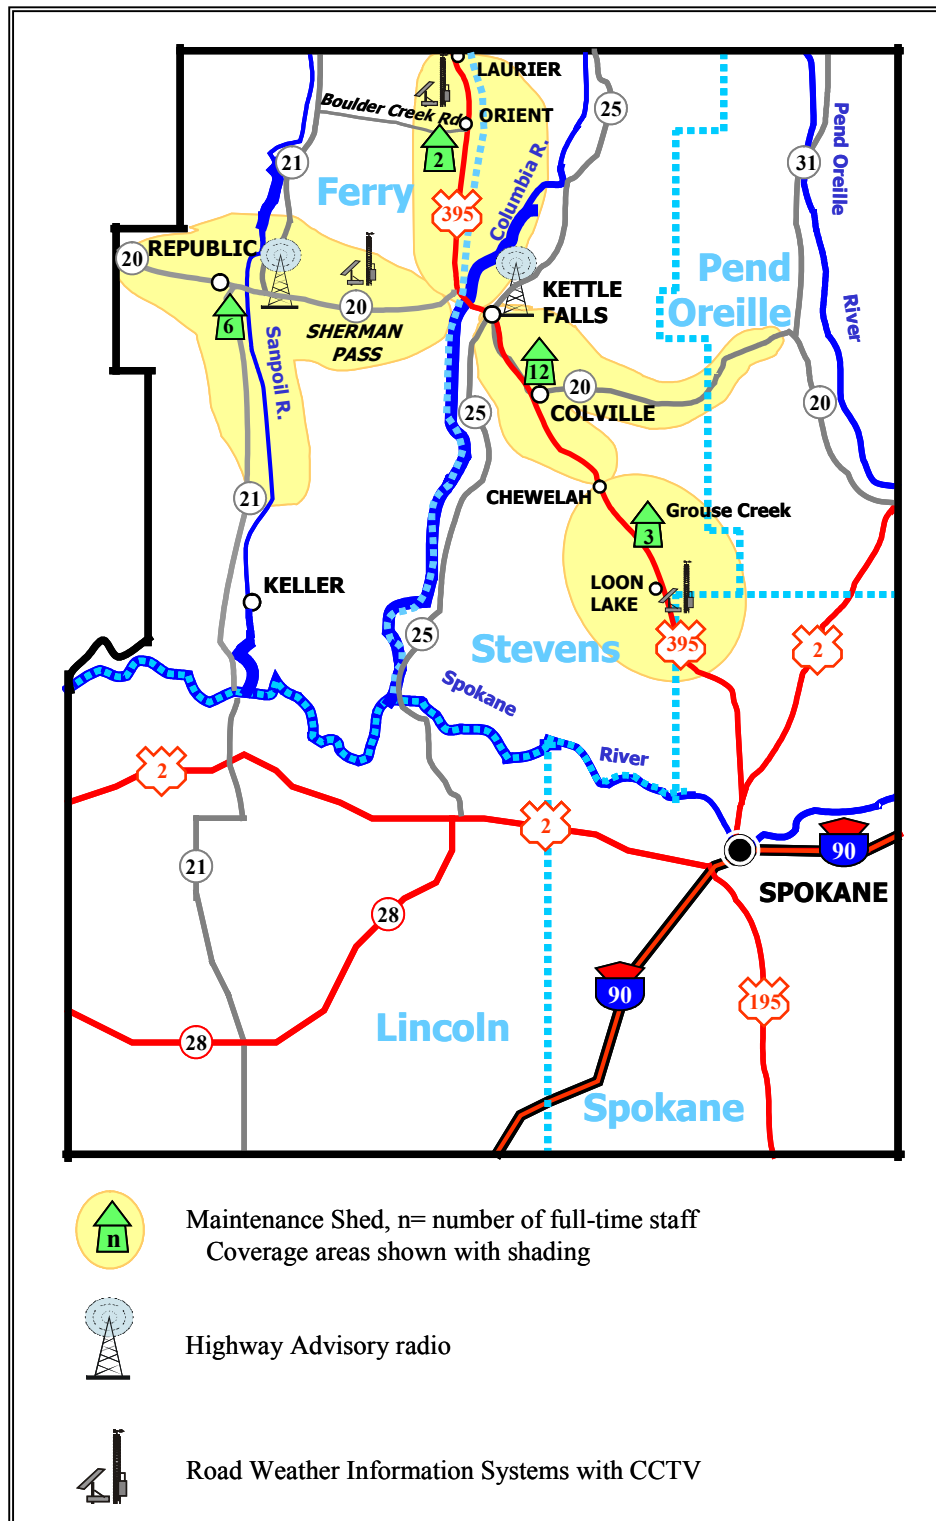 LAURIER
Boulder Creek Rd
ORIENT
25
21
2
31
Pend Oreille
Ferry
Columbia R.
395
REPUBLIC
20
Pend
Oreille
KETTLE
FALLS
20
6
SHERMAN
PASS
Sanpoil R.
River
12
20
COLVILLE
25
20
21
CHEWELAH
Grouse Creek
3
KELLER
LOON
LAKE
25
Stevens
395
2
Spokane
River
2
2
90
21
SPOKANE
28
90
195
Lincoln
28
Spokane
n
Maintenance Shed, n= number of full-time staff
Coverage areas shown with shading
Highway Advisory radio
Road Weather Information Systems with CCTV